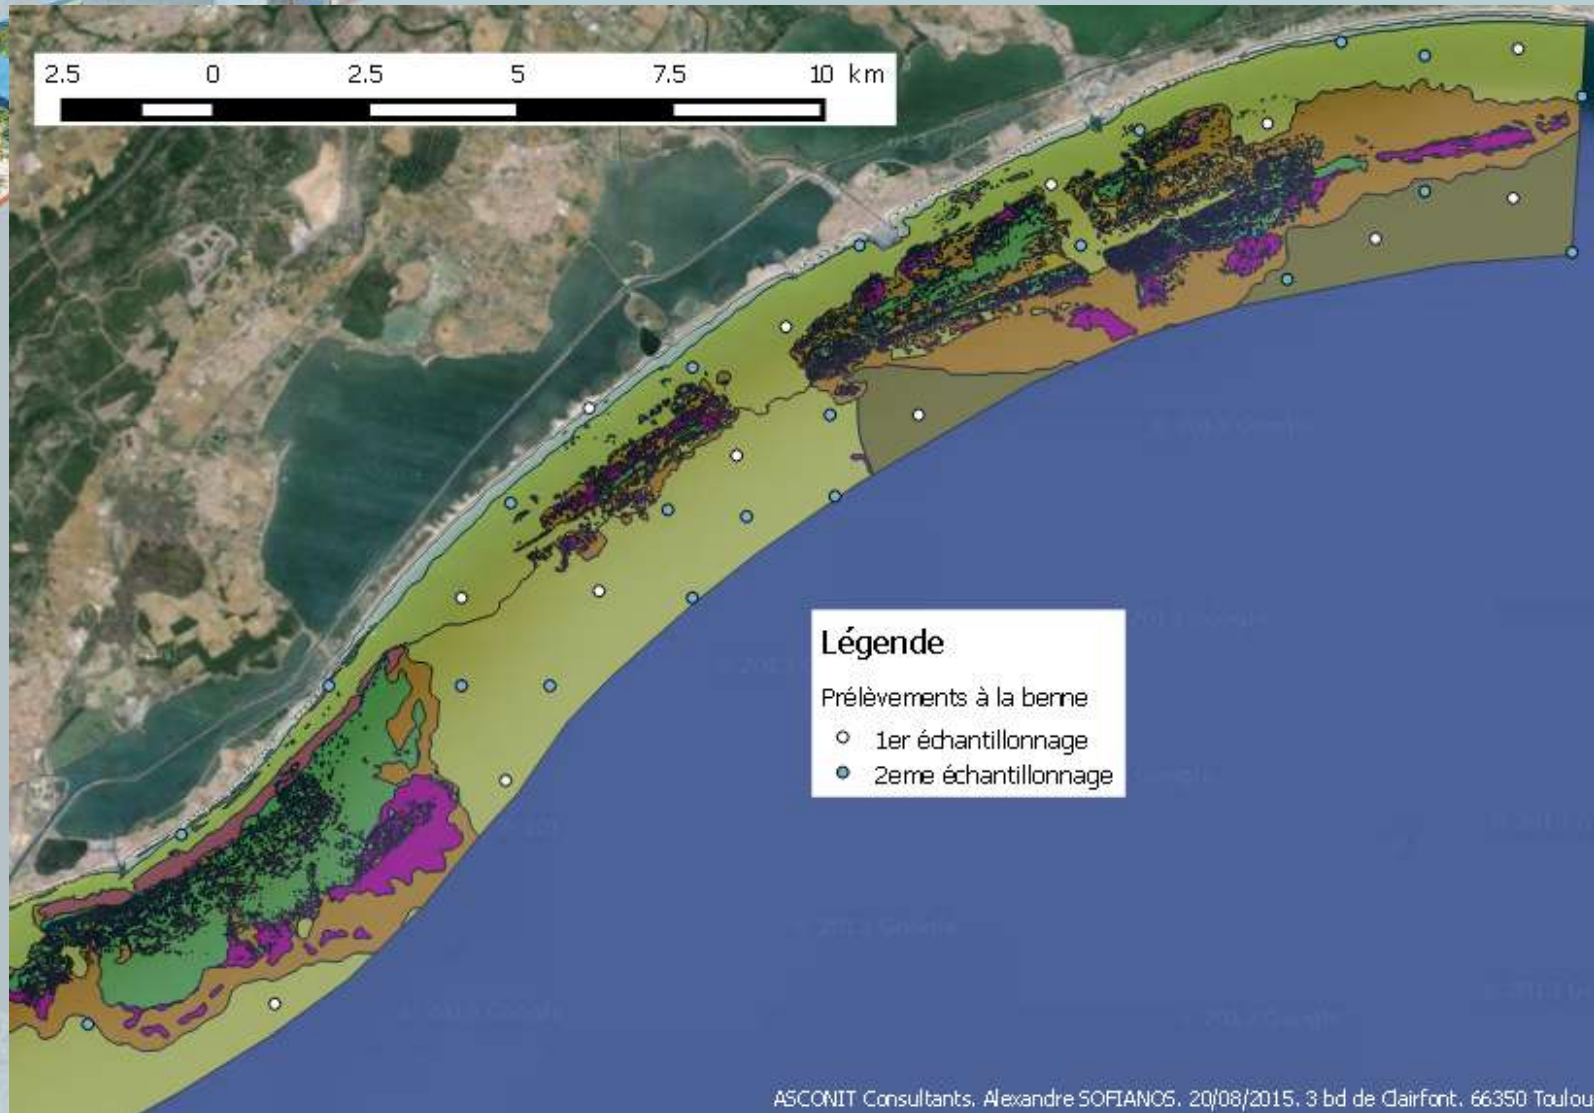 2.5 0 2.5 5 7.5 10 km
Légende
Prélèvements à la benne
1er échantillonnage
2eme échantillonnage
ASCONIT Consultants. Alexandre SOFIANOS. 20/08/2015. 3 bd de Clairfont. 66350 Toulou